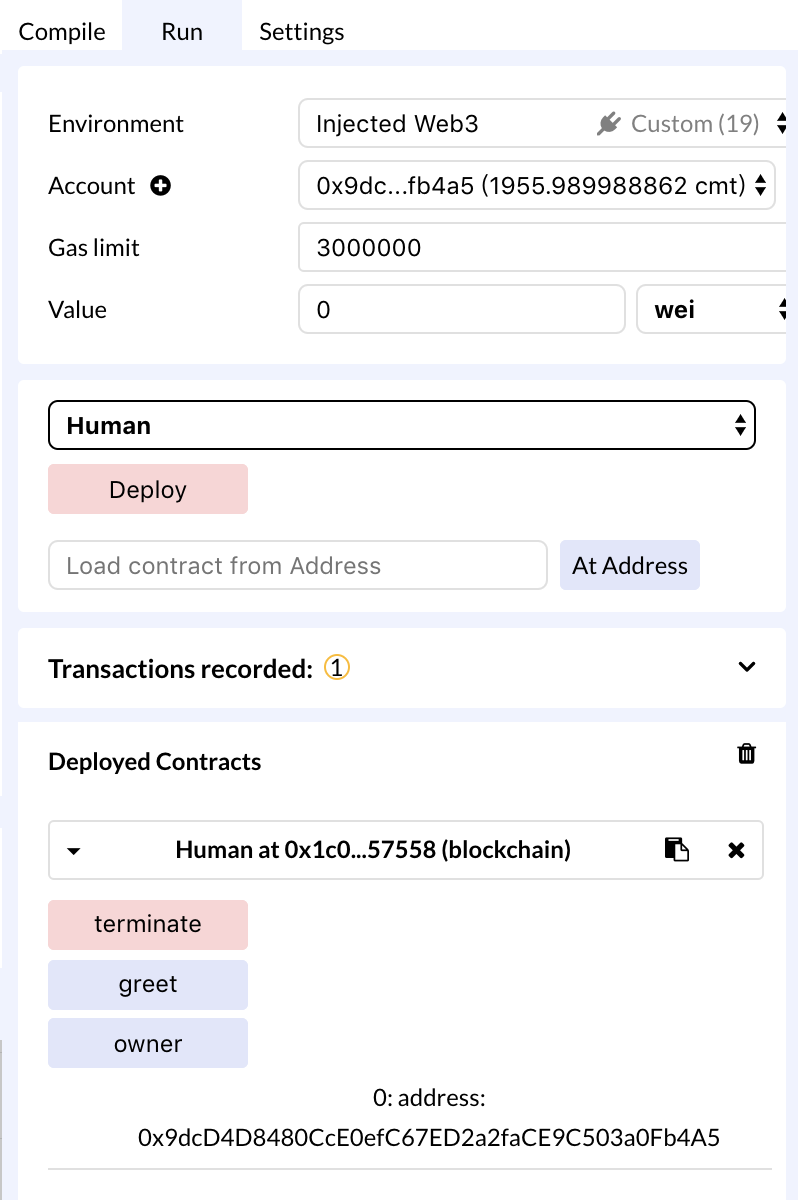 Compile Run Settings
Environment Injected Web3 Custom (19)
Account 0x9dc...fb4a5 (1955.989988862 cmt)
Gas limit 3000000
Value 0 wei
Human
Deploy
Load contract from Address At Address
Transactions recorded: 1
Deployed Contracts
Human at 0x1c0...57558 (blockchain)
terminate
greet
owner
0: address:
0x9dcD4D8480CcE0efC67ED2a2faCE9C503a0Fb4A5